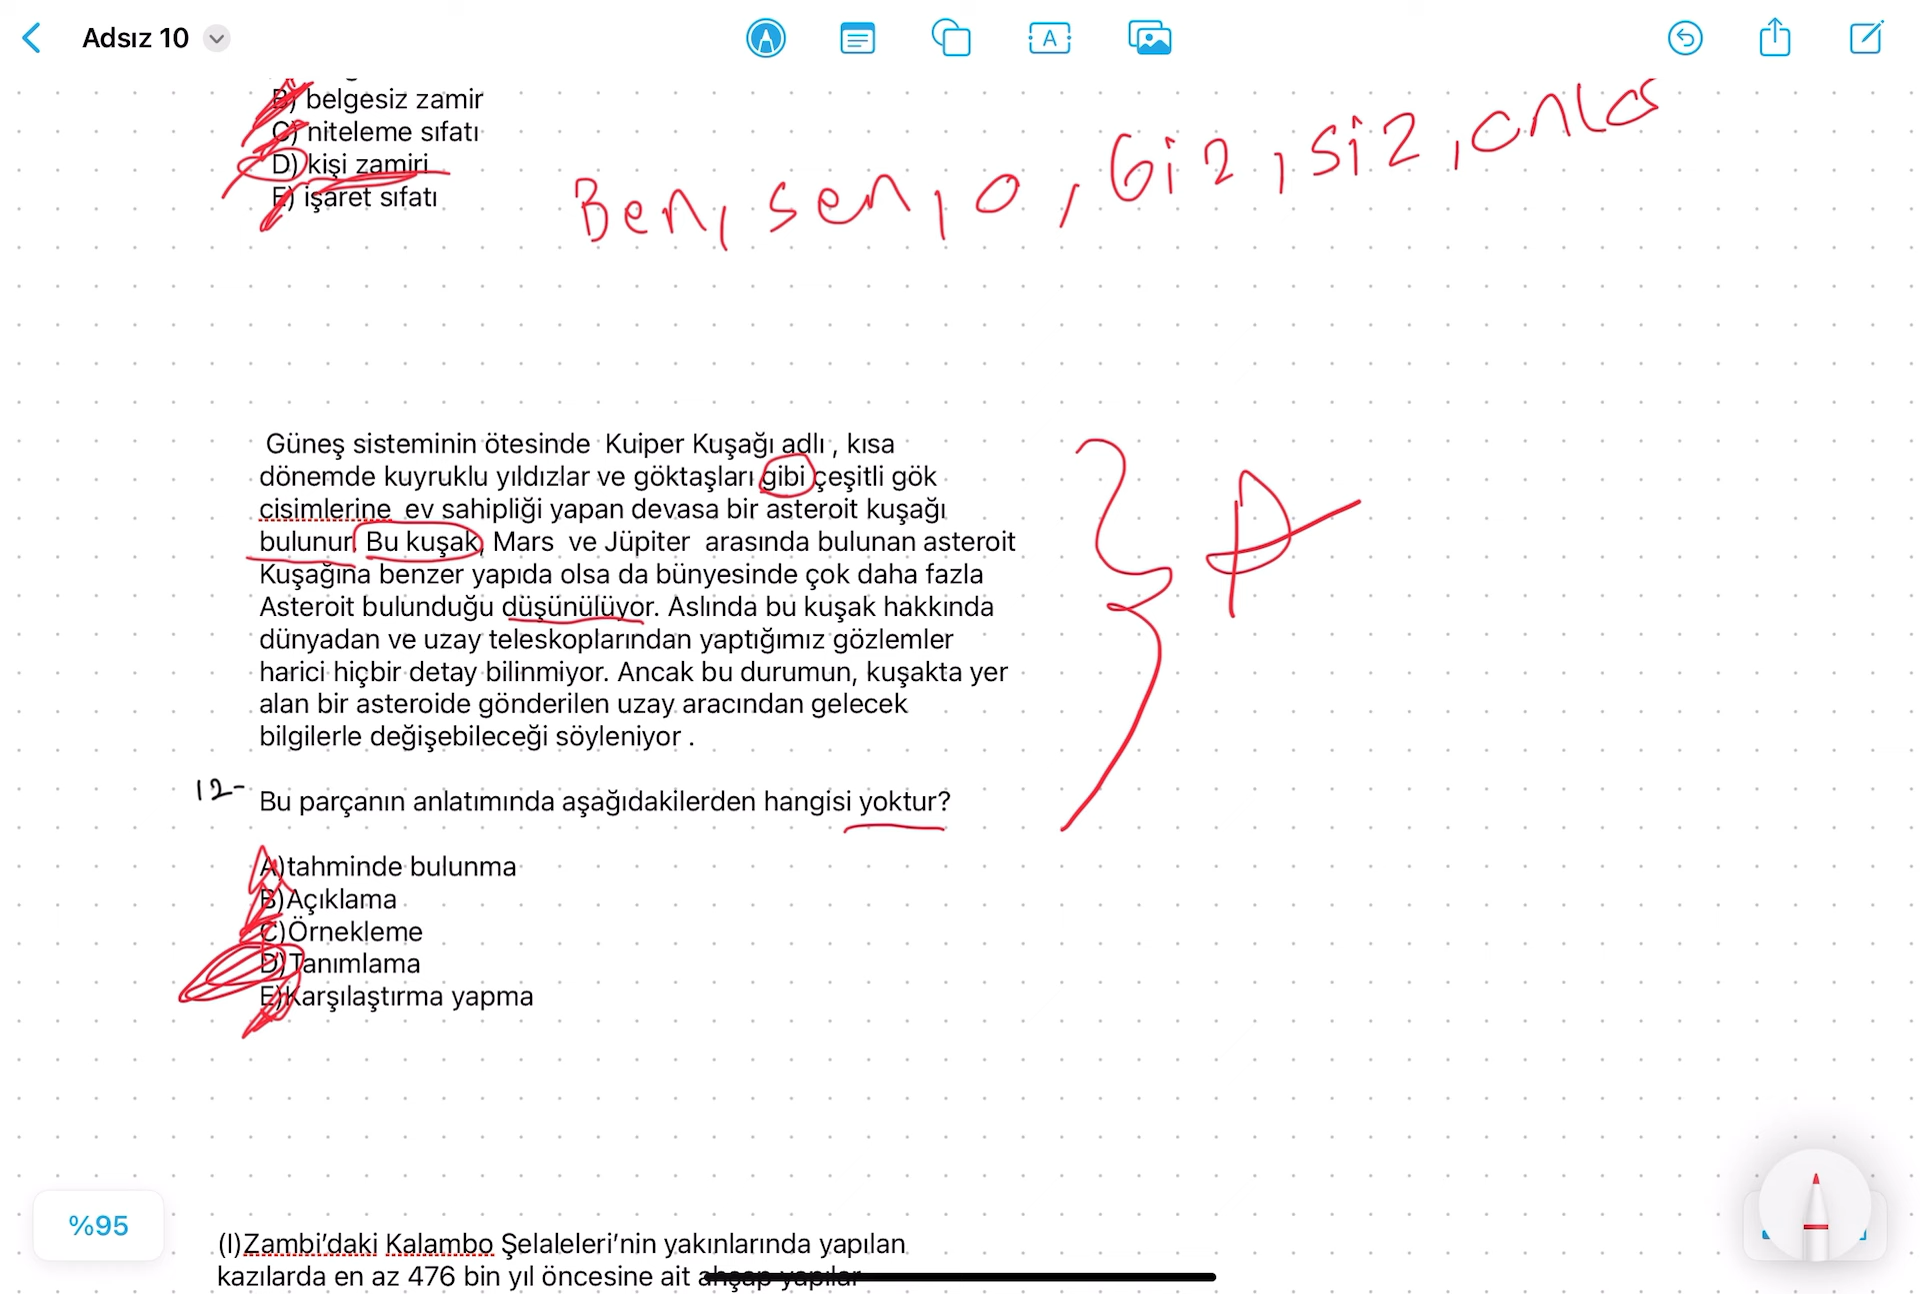 Adsız 10
B) belgesiz zamir
C) niteleme sıfatı
D) kişi zamiri
E) işaret sıfatı
Ben, sen, o, biz, siz, onlar
Güneş sisteminin ötesinde Kuiper Kuşağı adlı , kısa
dönemde kuyruklu yıldızlar ve göktaşları gibi çeşitli gök
cisimlerine ev sahipliği yapan devasa bir asteroit kuşağı
bulunur. Bu kuşak, Mars ve Jüpiter arasında bulunan asteroit
Kuşağına benzer yapıda olsa da bünyesinde çok daha fazla
Asteroit bulunduğu düşünülüyor. Aslında bu kuşak hakkında
dünyadan ve uzay teleskoplarından yaptığımız gözlemler
harici hiçbir detay bilinmiyor. Ancak bu durumun, kuşakta yer
alan bir asteroide gönderilen uzay aracından gelecek
bilgilerle değişebileceği söyleniyor .
A
12- Bu parçanın anlatımında aşağıdakilerden hangisi yoktur?
A)tahminde bulunma
B)Açıklama
C)Örnekleme
D)Tanımlama
E)Karşılaştırma yapma
%95
(I)Zambi’daki Kalambo Şelaleleri’nin yakınlarında yapılan
kazılarda en az 476 bin yıl öncesine ait ahşap yapılar